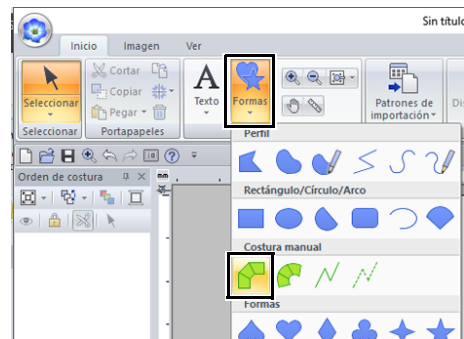 Sin título
Inicio Imagen Ver
Seleccionar
Cortar
Copiar
Pegar
Texto
Formas
Patrones de
importación
Seleccionar Portapapeles
Perfil
Orden de costura
Rectángulo/Círculo/Arco
Costura manual
Formas